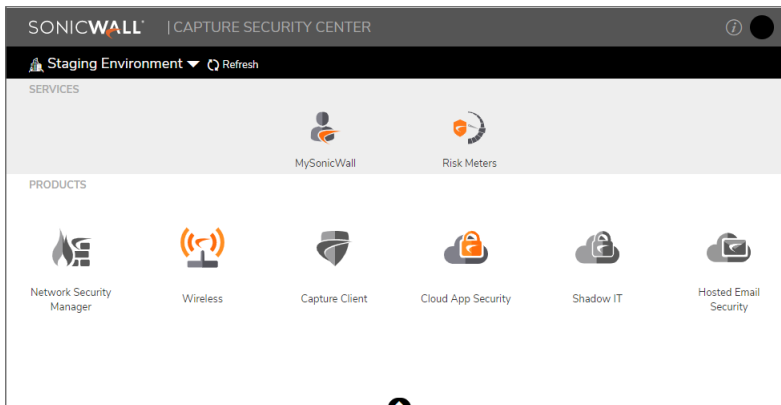 SONICWALL | CAPTURE SECURITY CENTER
Staging Environment Refresh
SERVICES
MySonicWall Risk Meters
PRODUCTS
Network Security Manager
Wireless
Capture Client
Cloud App Security
Shadow IT
Hosted Email Security